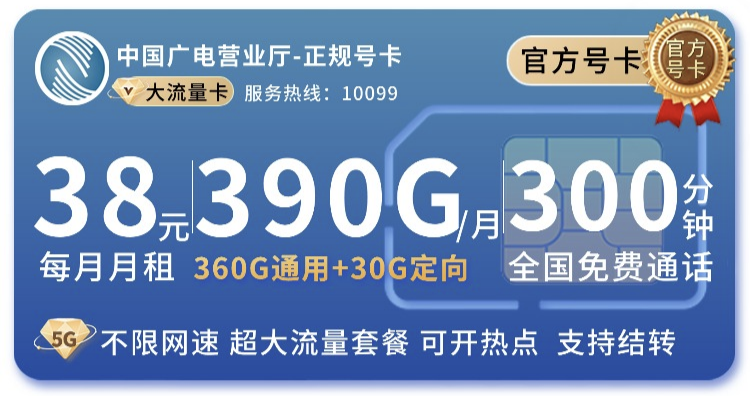 中国广电营业厅-正规号卡
官方号卡
官方
号卡
V 大流量卡 服务热线：10099
38元 390G/月 300分钟
每月月租 360G通用+30G定向 全国免费通话
5G 不限网速 超大流量套餐 可开热点 支持结转